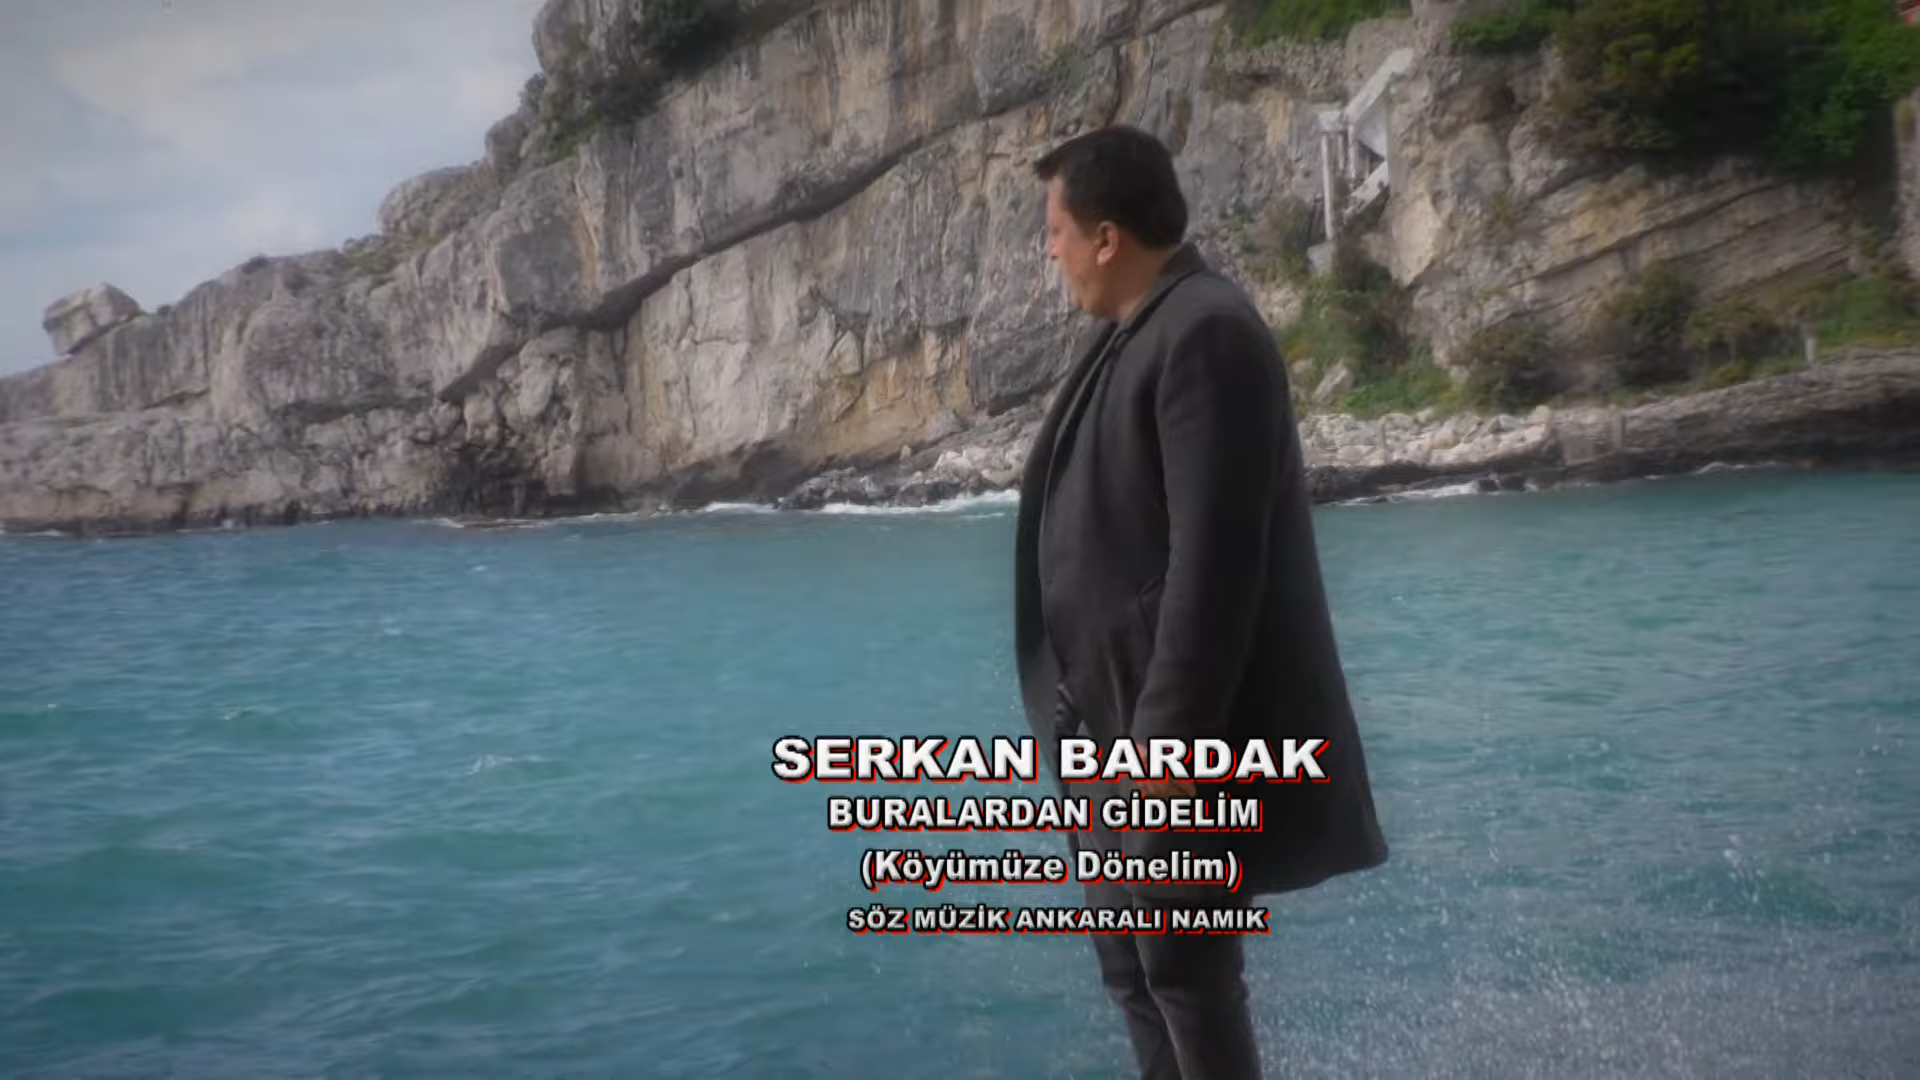 SERKAN BARDAK
BURALARDAN GİDELİM
(Köyümüze Dönelim)
SÖZ MÜZİK ANKARALI NAMIK